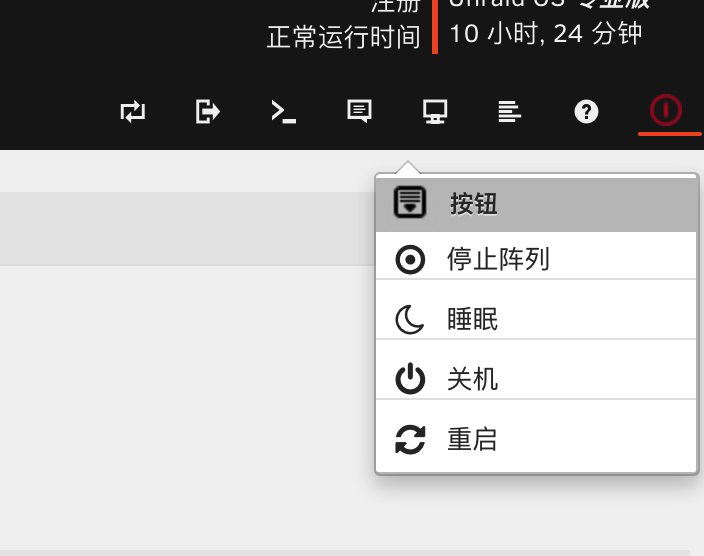 注册
Unraid OS 专业版
正常运行时间
10 小时, 24 分钟
按钮
停止阵列
睡眠
关机
重启